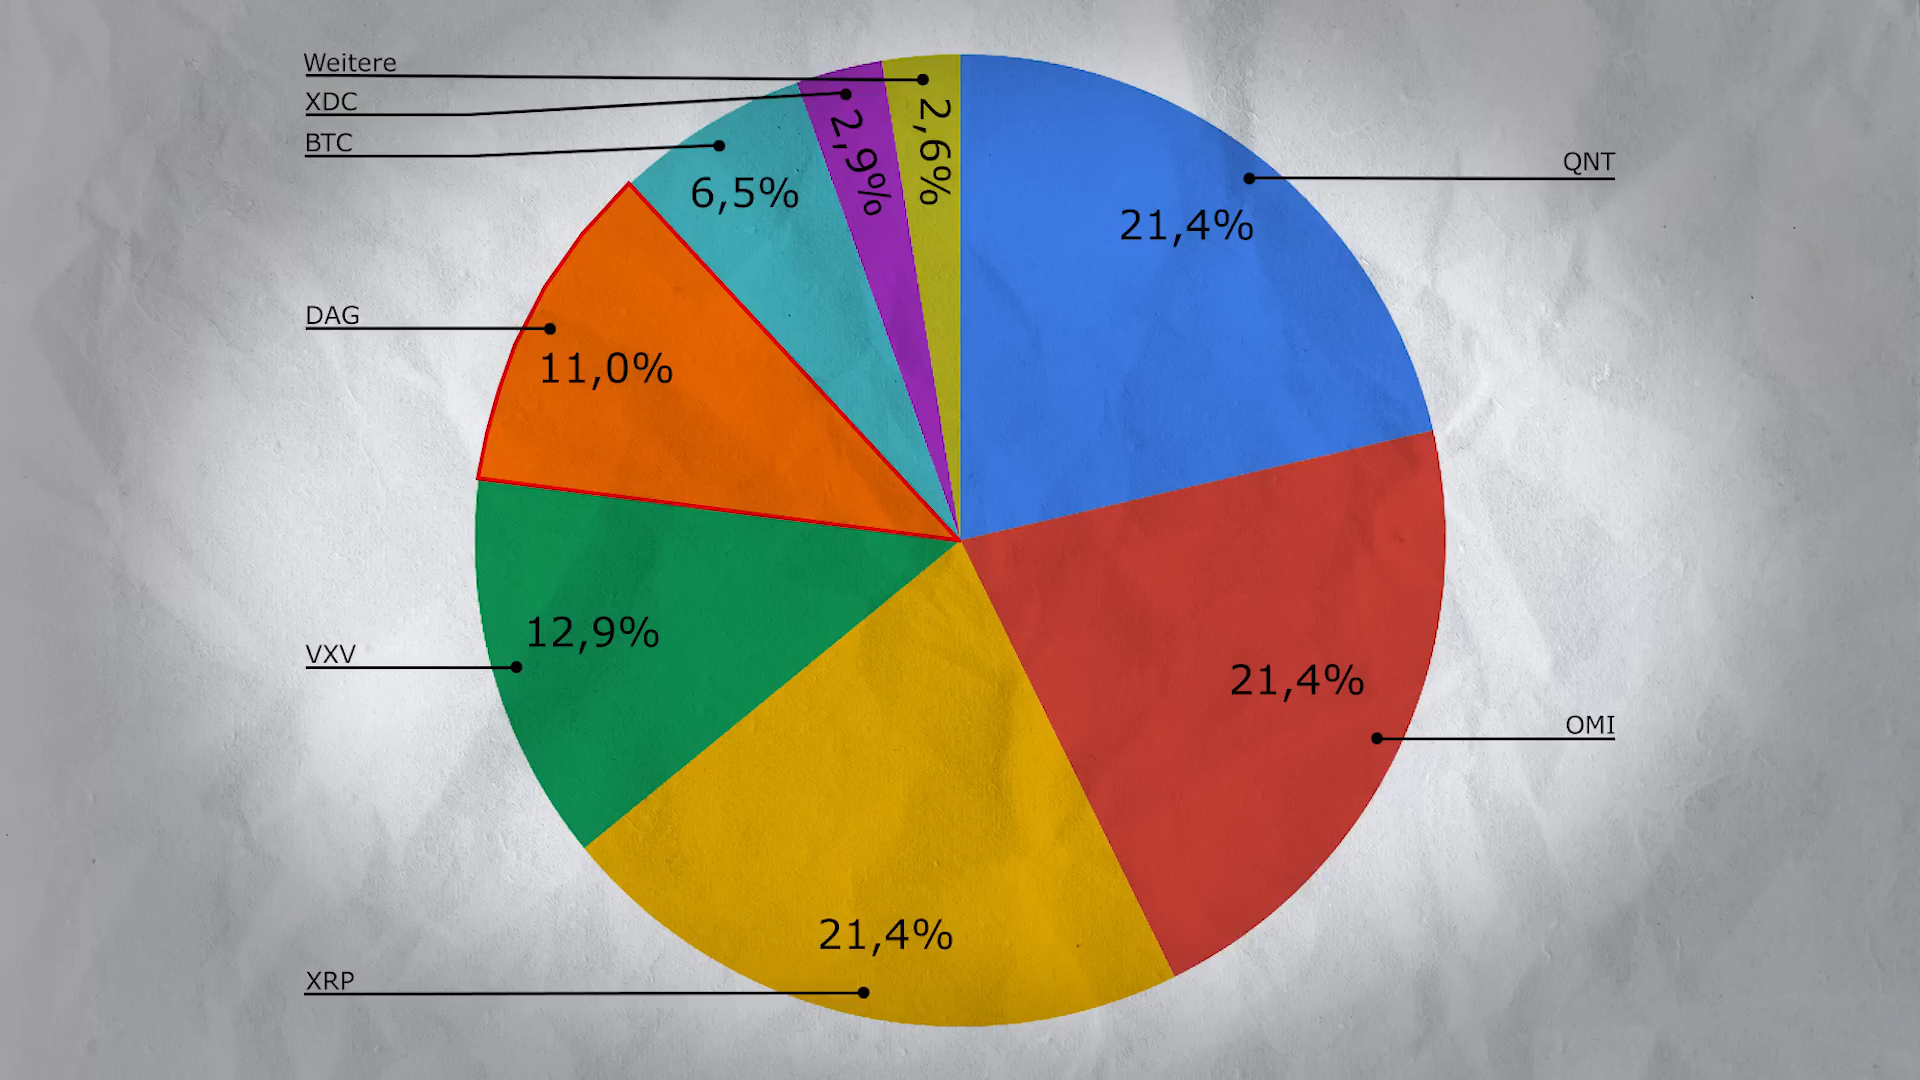 Weitere
XDC
BTC
2,6%
2,9%
6,5%
QNT
21,4%
DAG
11,0%
VXV
12,9%
21,4%
OMI
21,4%
XRP